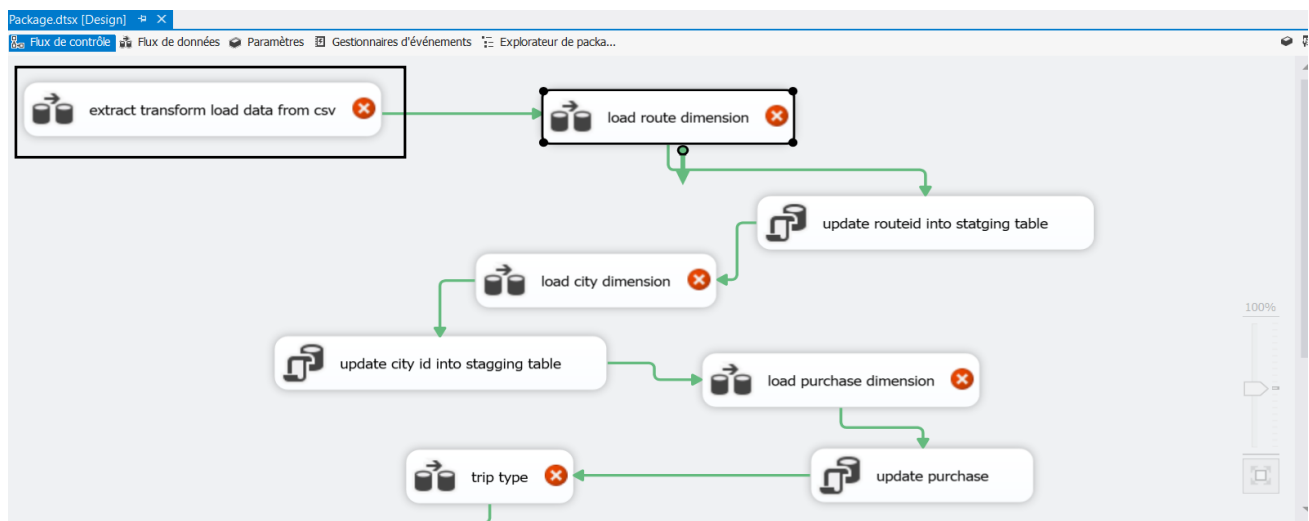 Package.dtsx [Design]
Flux de contrôle Flux de données Paramètres Gestionnaires d'événements Explorateur de packa...
extract transform load data from csv
load route dimension
update routeid into statging table
load city dimension
100%
update city id into stagging table
load purchase dimension
trip type
update purchase